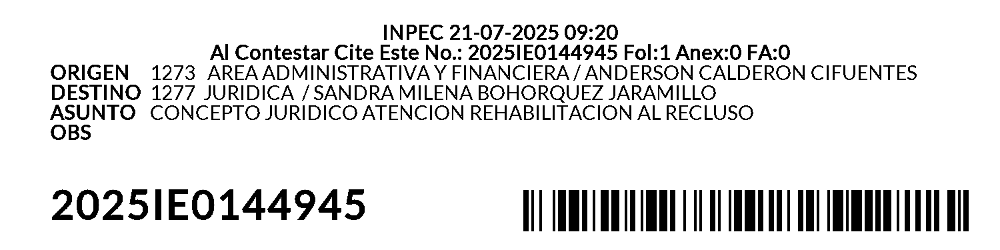 INPEC 21-07-2025 09:20
Al Contestar Cite Este No.: 2025IE0144945 Fol:1 Anex:0 FA:0
ORIGEN 1273 AREA ADMINISTRATIVA Y FINANCIERA / ANDERSON CALDERON CIFUENTES
DESTINO 1277 JURIDICA / SANDRA MILENA BOHORQUEZ JARAMILLO
ASUNTO CONCEPTO JURIDICO ATENCION REHABILITACION AL RECLUSO
OBS
2025IE0144945